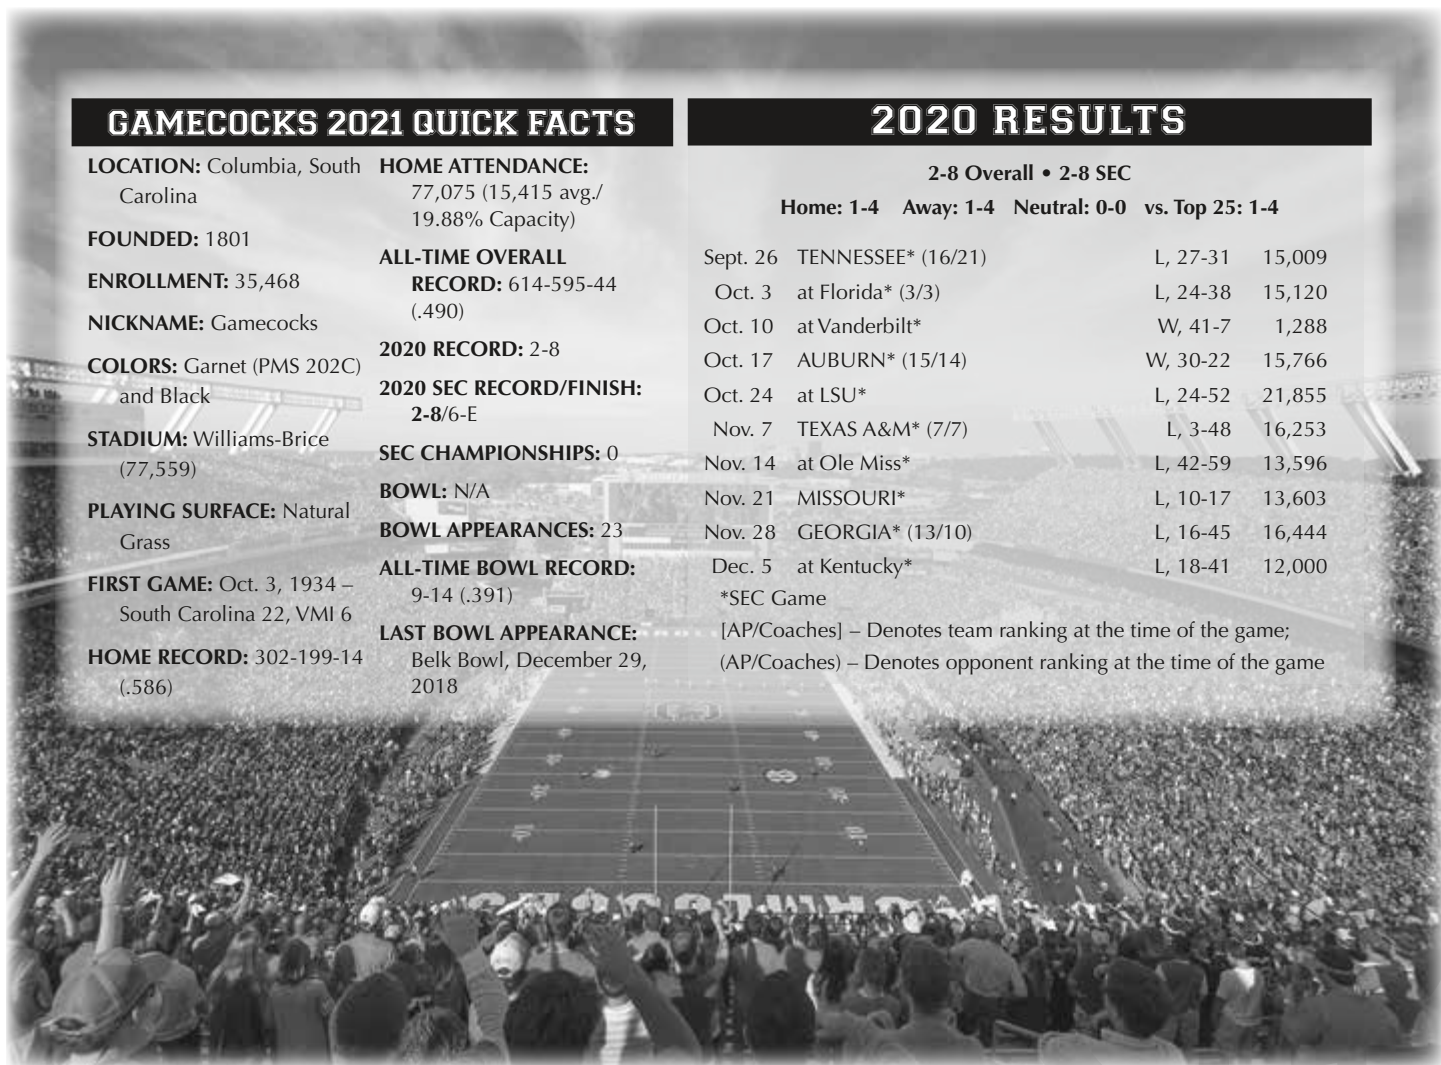 GAMECOCKS 2021 QUICK FACTS
LOCATION: Columbia, South
Carolina
FOUNDED: 1801
ENROLLMENT: 35,468
NICKNAME: Gamecocks
COLORS: Garnet (PMS 202C)
and Black
STADIUM: Williams-Brice
(77,559)
PLAYING SURFACE: Natural
Grass
FIRST GAME: Oct. 3, 1934 –
South Carolina 22, VMI 6
HOME RECORD: 302-199-14
(.586)
HOME ATTENDANCE:
77,075 (15,415 avg./
19.88% Capacity)
ALL-TIME OVERALL
RECORD: 614-595-44
(.490)
2020 RECORD: 2-8
2020 SEC RECORD/FINISH:
2-8/6-E
SEC CHAMPIONSHIPS: 0
BOWL: N/A
BOWL APPEARANCES: 23
ALL-TIME BOWL RECORD:
9-14 (.391)
LAST BOWL APPEARANCE:
Belk Bowl, December 29,
2018
2020 RESULTS
2-8 Overall • 2-8 SEC
Home: 1-4 Away: 1-4 Neutral: 0-0 vs. Top 25: 1-4
Sept. 26 TENNESSEE* (16/21) L, 27-31 15,009
Oct. 3 at Florida* (3/3) L, 24-38 15,120
Oct. 10 at Vanderbilt* W, 41-7 1,288
Oct. 17 AUBURN* (15/14) W, 30-22 15,766
Oct. 24 at LSU* L, 24-52 21,855
Nov. 7 TEXAS A&M* (7/7) L, 3-48 16,253
Nov. 14 at Ole Miss* L, 42-59 13,596
Nov. 21 MISSOURI* L, 10-17 13,603
Nov. 28 GEORGIA* (13/10) L, 16-45 16,444
Dec. 5 at Kentucky* L, 18-41 12,000
*SEC Game
[AP/Coaches] – Denotes team ranking at the time of the game;
(AP/Coaches) – Denotes opponent ranking at the time of the game